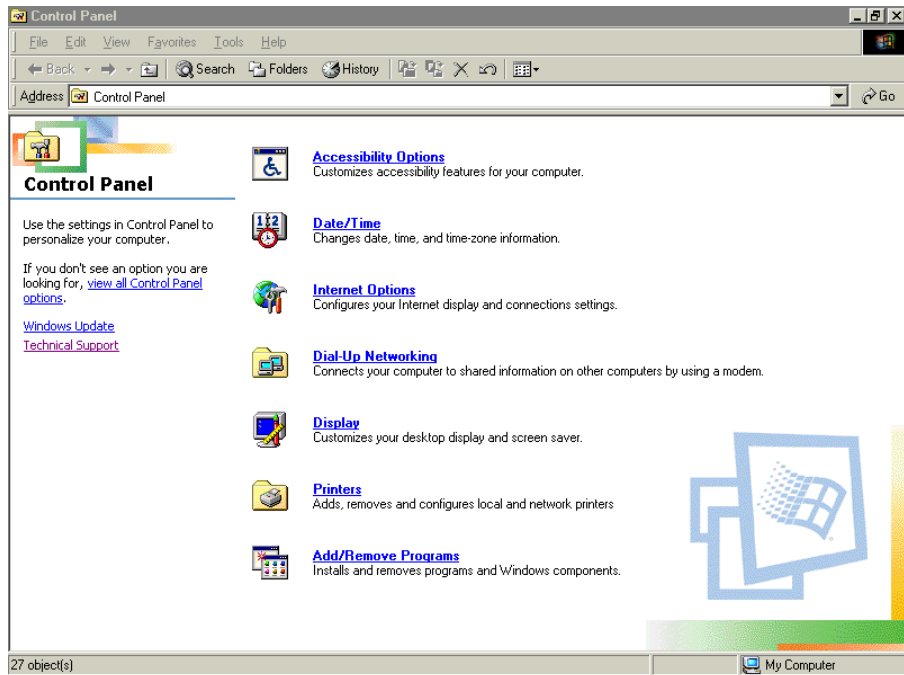 Control Panel
File Edit View Favorites Tools Help
Back Search Folders History
Address Control Panel Go
Control Panel
Use the settings in Control Panel to
personalize your computer.
If you don't see an option you are
looking for, view all Control Panel
options.
Windows Update
Technical Support
Accessibility Options
Customizes accessibility features for your computer.
Date/Time
Changes date, time, and time-zone information.
Internet Options
Configures your Internet display and connections settings.
Dial-Up Networking
Connects your computer to shared information on other computers by using a modem.
Display
Customizes your desktop display and screen saver.
Printers
Adds, removes and configures local and network printers
Add/Remove Programs
Installs and removes programs and Windows components.
27 object(s) My Computer